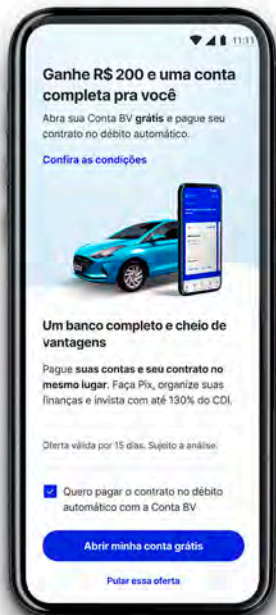 11:11
Ganhe R$ 200 e uma conta
completa pra você
Abra sua Conta BV grátis e pague seu
contrato no débito automático.
Confira as condições
Um banco completo e cheio de
vantagens
Pague suas contas e seu contrato no
mesmo lugar. Faça Pix, organize suas
finanças e invista com até 130% do CDI.
Oferta válida por 15 dias. Sujeito a análise.
Quero pagar o contrato no débito
automático com a Conta BV
Abrir minha conta grátis
Pular essa oferta